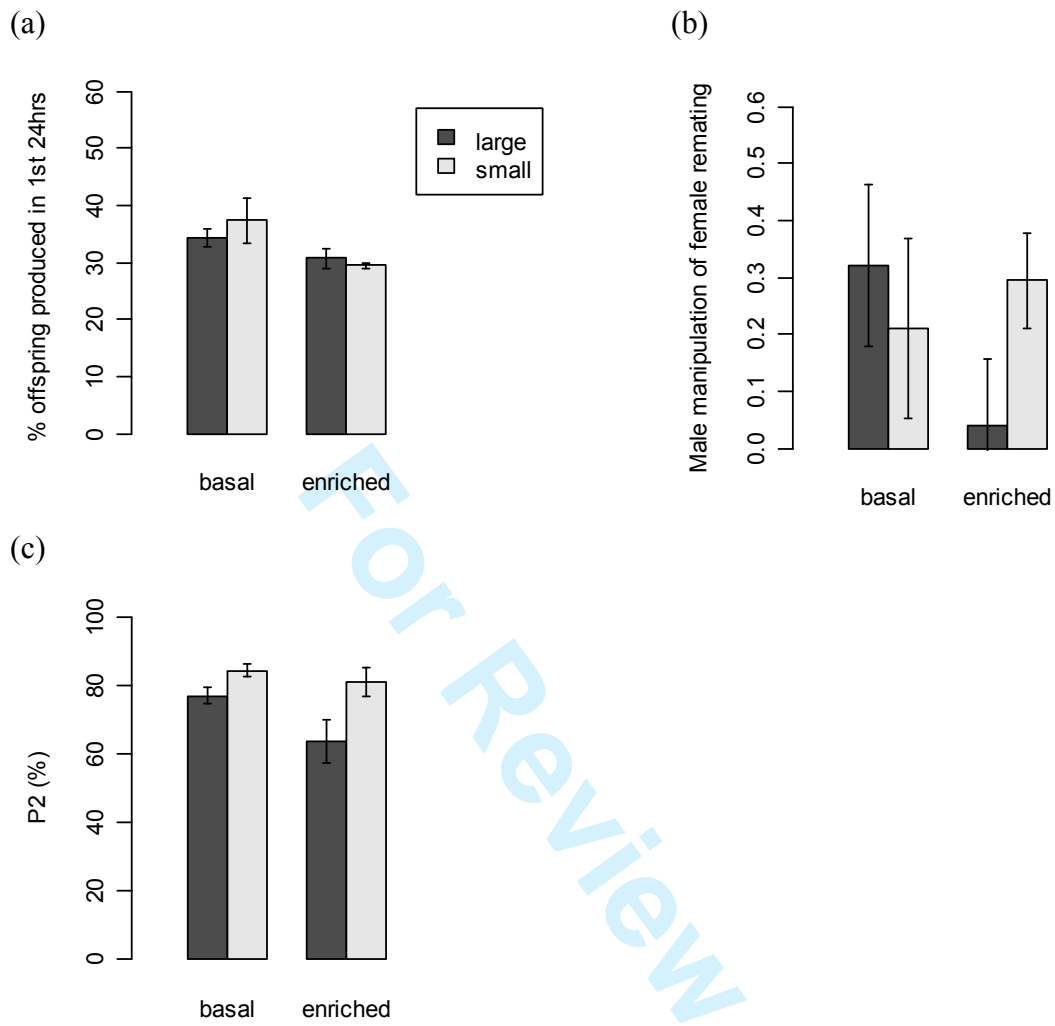 (a)
% offspring produced in 1st 24hrs
0 10 20 30 40 50 60
large
small
basal enriched
(b)
Male manipulation of female remating
0.0 0.1 0.2 0.3 0.4 0.5 0.6
basal enriched
(c)
P2 (%)
0 20 40 60 80 100
basal enriched
For Review